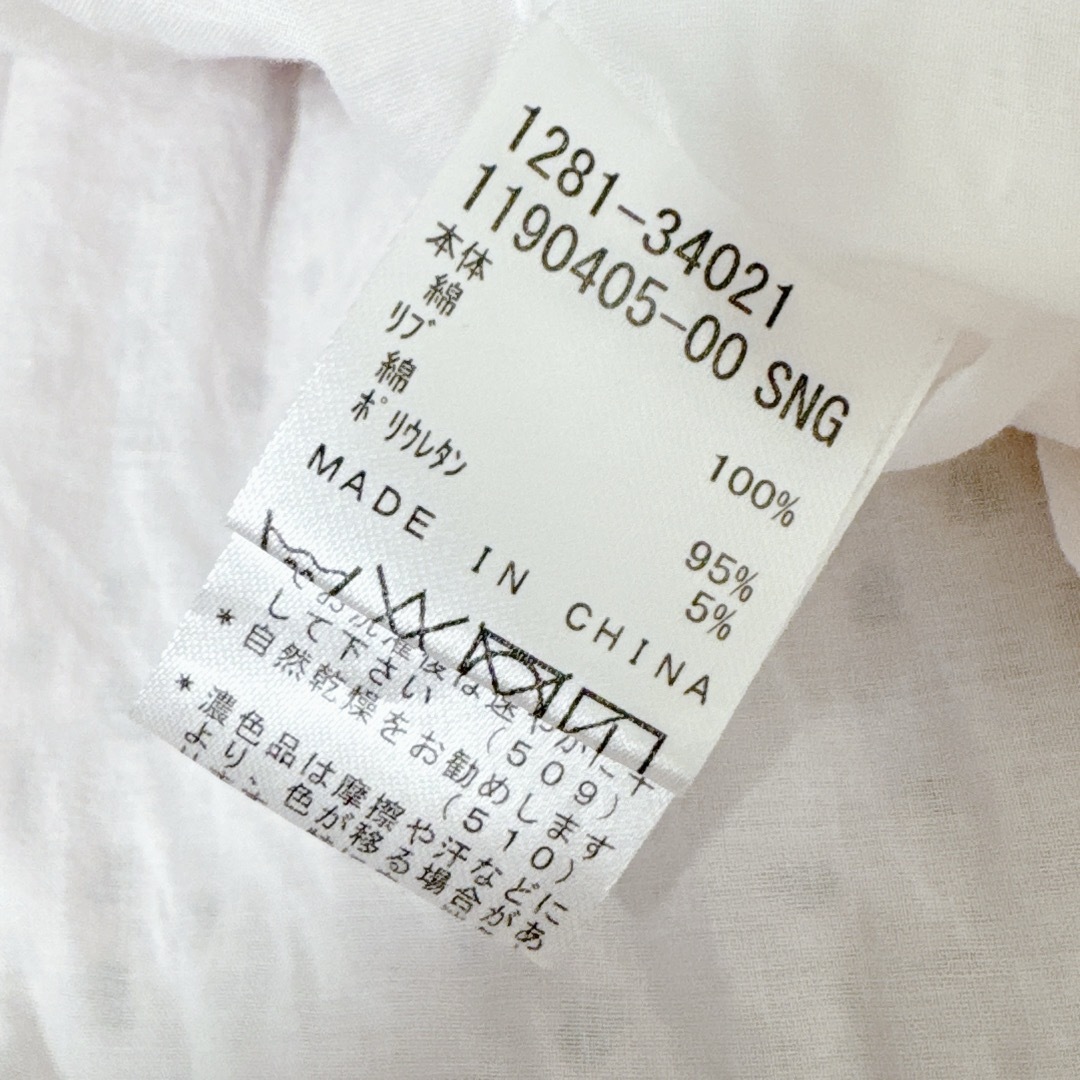 1281-34021
1190405-00 SNG
本体
綿 100%
ﾘﾌﾞ
綿 95%
ﾎﾟﾘｳﾚﾀﾝ 5%
MADE IN CHINA
して下さい (509)
* 自然乾燥をお勧めします
(510)
* 濃色品は摩擦や汗などに
より、色が移る場合があ